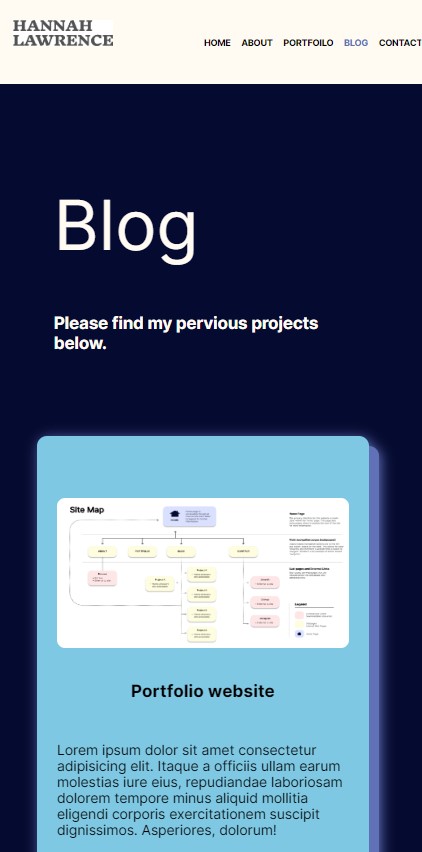 HANNAH
LAWRENCE
HOME ABOUT PORTFOILO BLOG CONTACT
Blog
Please find my pervious projects
below.
Site Map
Portfolio website
Lorem ipsum dolor sit amet consectetur
adipisicing elit. Itaque a officiis ullam earum
molestias iure eius, repudiandae laboriosam
dolorem tempore minus aliquid mollitia
eligendi corporis exercitationem suscipit
dignissimos. Asperiores, dolorum!